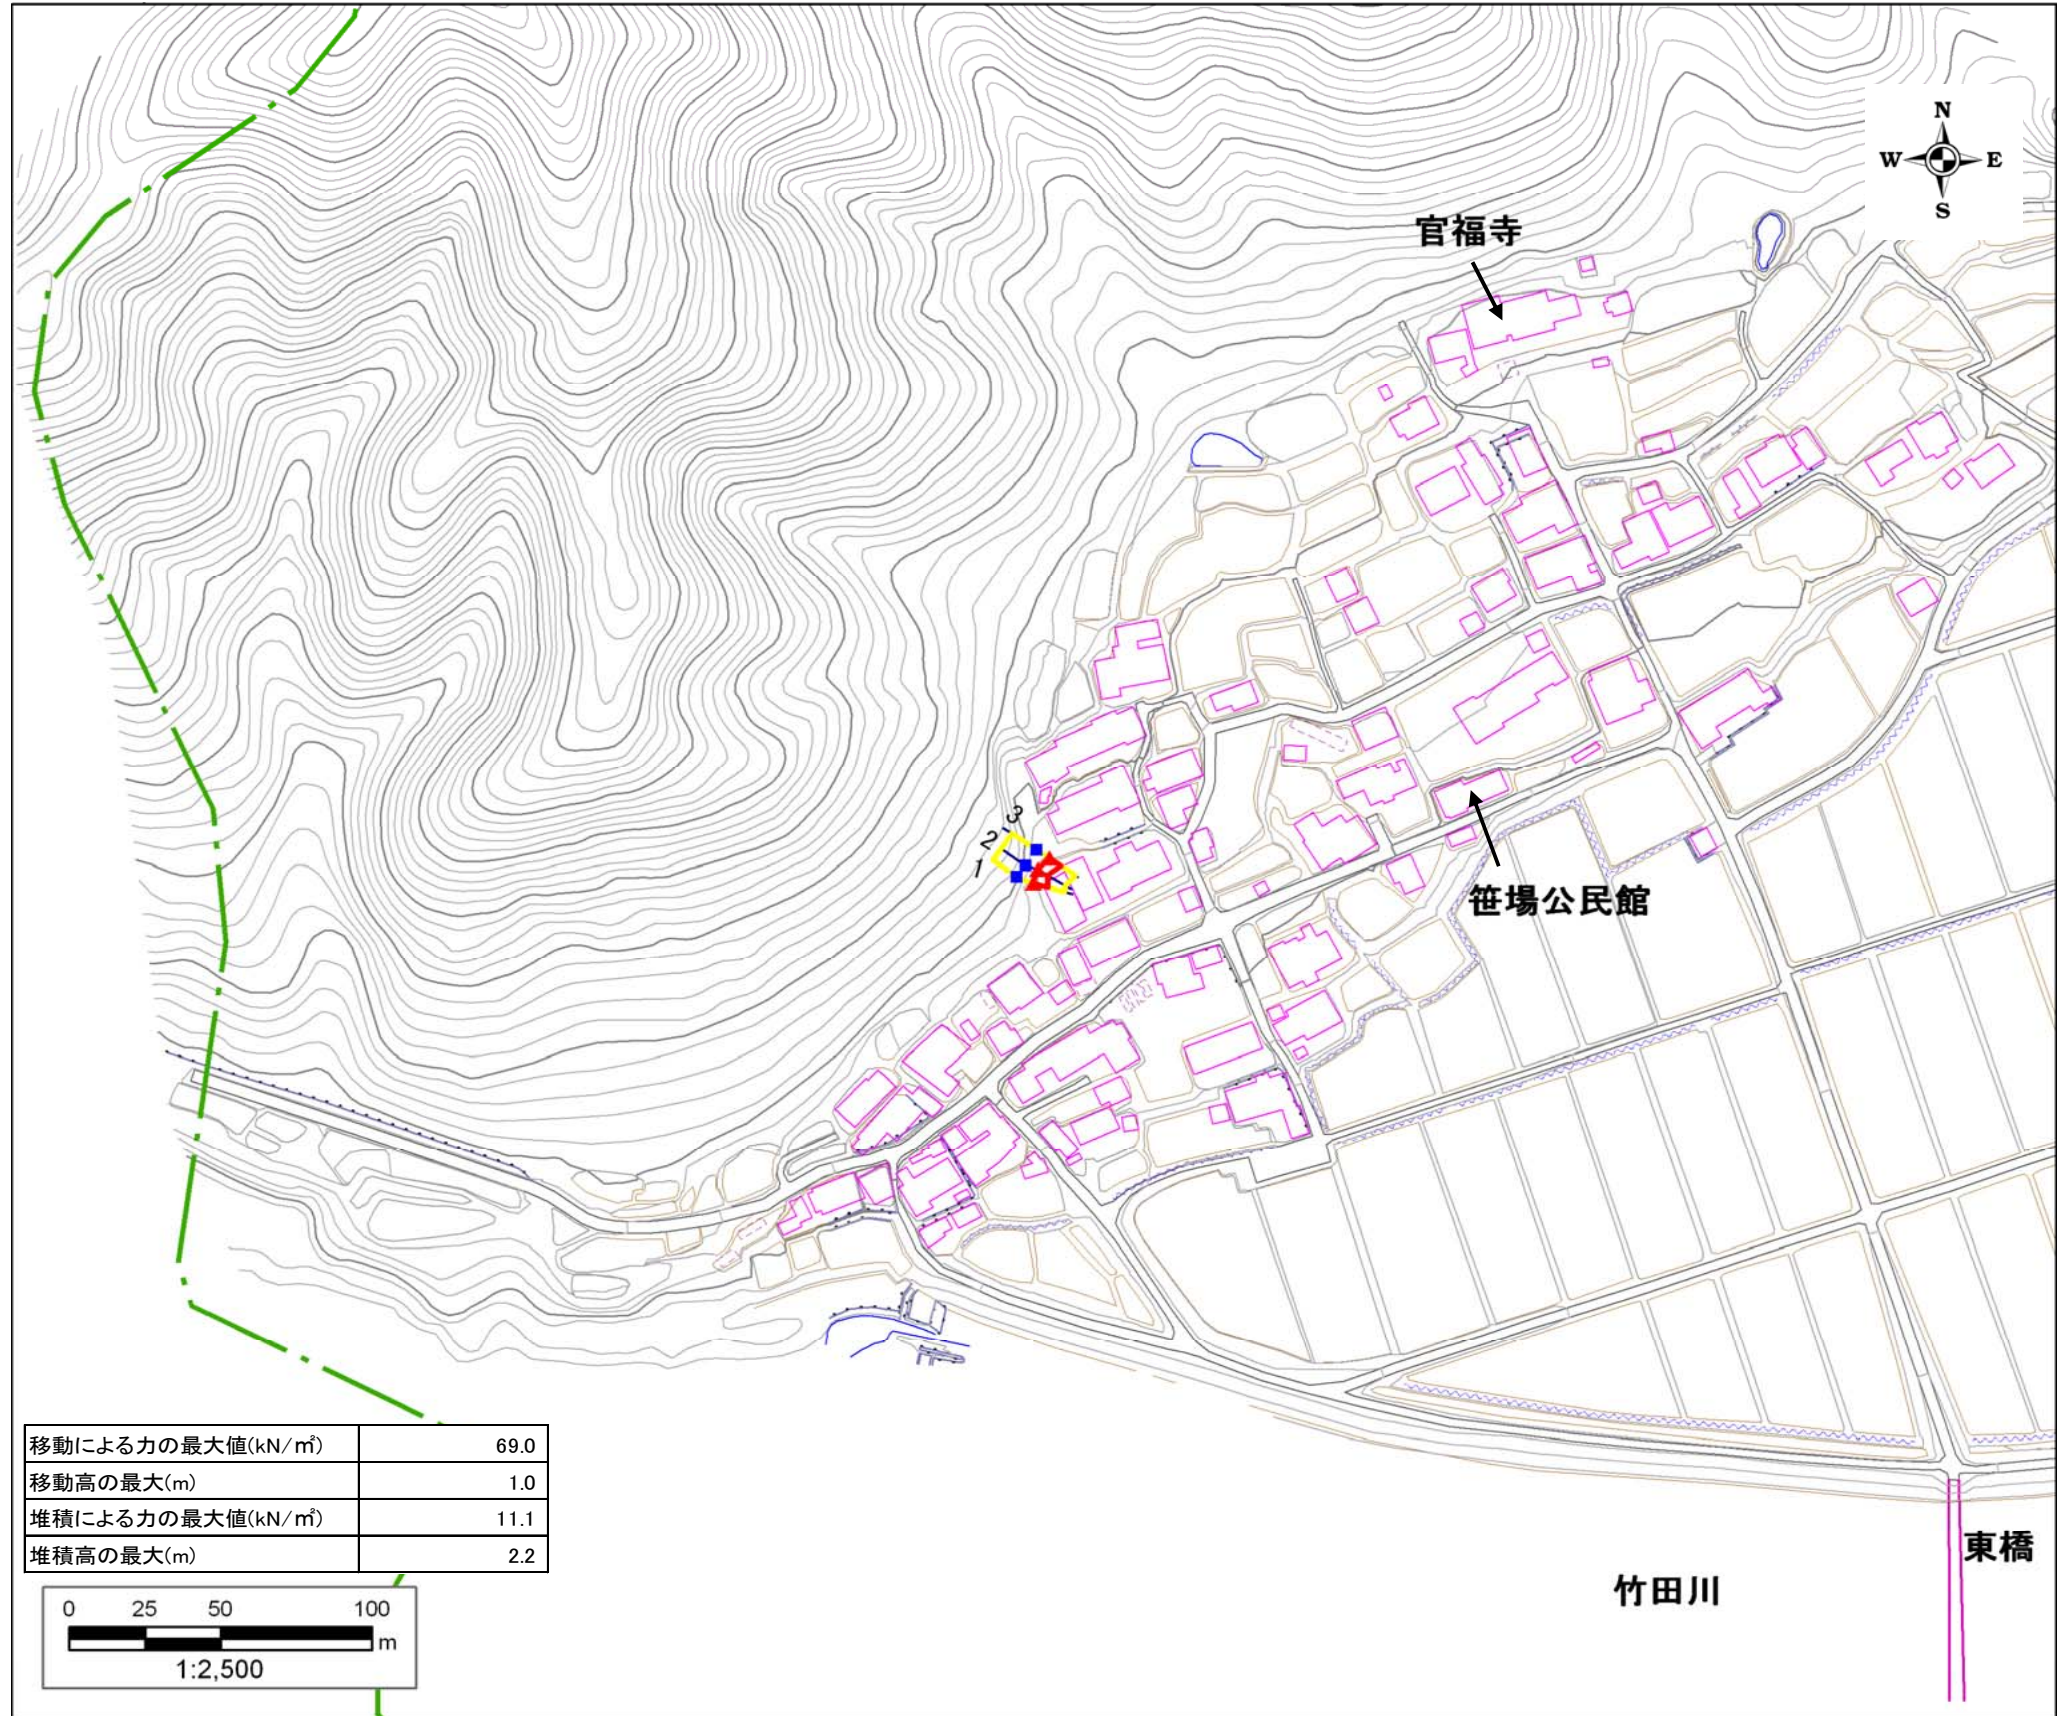 N
W E
S
官福寺
3
2
1
笹場公民館
移動による力の最大値(kN/㎡) 69.0
移動高の最大(m) 1.0
堆積による力の最大値(kN/㎡) 11.1
堆積高の最大(m) 2.2
東橋
竹田川
0 25 50 100
m
1:2,500